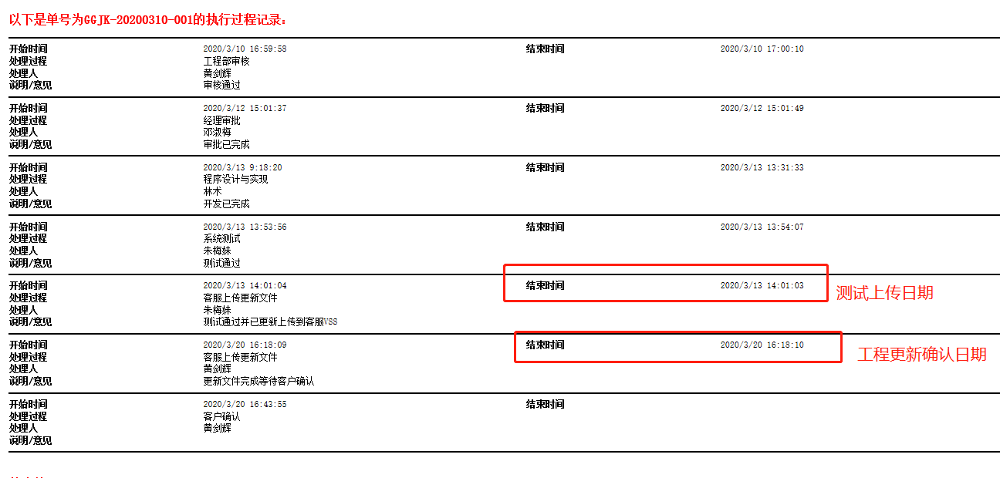 以下是单号为GGJK-20200310-001的执行过程记录:
开始时间 2020/3/10 16:59:58 结束时间 2020/3/10 17:00:10
处理过程 工程部审核
处理人 黄剑辉
说明/意见 审核通过
开始时间 2020/3/12 15:01:37 结束时间 2020/3/12 15:01:49
处理过程 经理审批
处理人 邓淑梅
说明/意见 审批已完成
开始时间 2020/3/13 9:18:20 结束时间 2020/3/13 13:31:33
处理过程 程序设计与实现
处理人 林术
说明/意见 开发已完成
开始时间 2020/3/13 13:53:56 结束时间 2020/3/13 13:54:07
处理过程 系统测试
处理人 朱梅妹
说明/意见 测试通过
开始时间 2020/3/13 14:01:04 结束时间 2020/3/13 14:01:03 测试上传日期
处理过程 客服上传更新文件
处理人 朱梅妹
说明/意见 测试通过并已更新上传到客服VSS
开始时间 2020/3/20 16:18:09 结束时间 2020/3/20 16:18:10 工程更新确认日期
处理过程 客服上传更新文件
处理人 黄剑辉
说明/意见 更新文件完成等待客户确认
开始时间 2020/3/20 16:43:55 结束时间
处理过程 客户确认
处理人 黄剑辉
说明/意见